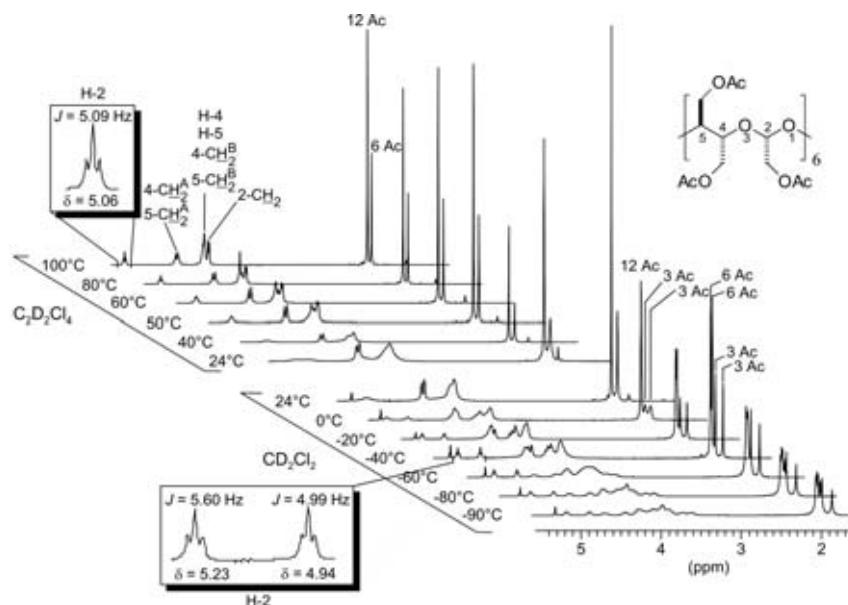 12 Ac
H-2
J = 5.09 Hz
δ = 5.06
H-4
H-5
4-CH₂ᴮ
5-CH₂ᴮ
6 Ac
4-CH₂ᴬ
5-CH₂ᴬ
2-CH₂
OAc
5
4
O
3
2
O
1
6
AcO
OAc
100°C
80°C
60°C
C₂D₂Cl₄
50°C
40°C
24°C
12 Ac
3 Ac
3 Ac
6 Ac
6 Ac
3 Ac
3 Ac
24°C
0°C
-20°C
-40°C
CD₂Cl₂
-60°C
-80°C
-90°C
J = 5.60 Hz
J = 4.99 Hz
δ = 5.23
δ = 4.94
H-2
5
4
3
2
(ppm)